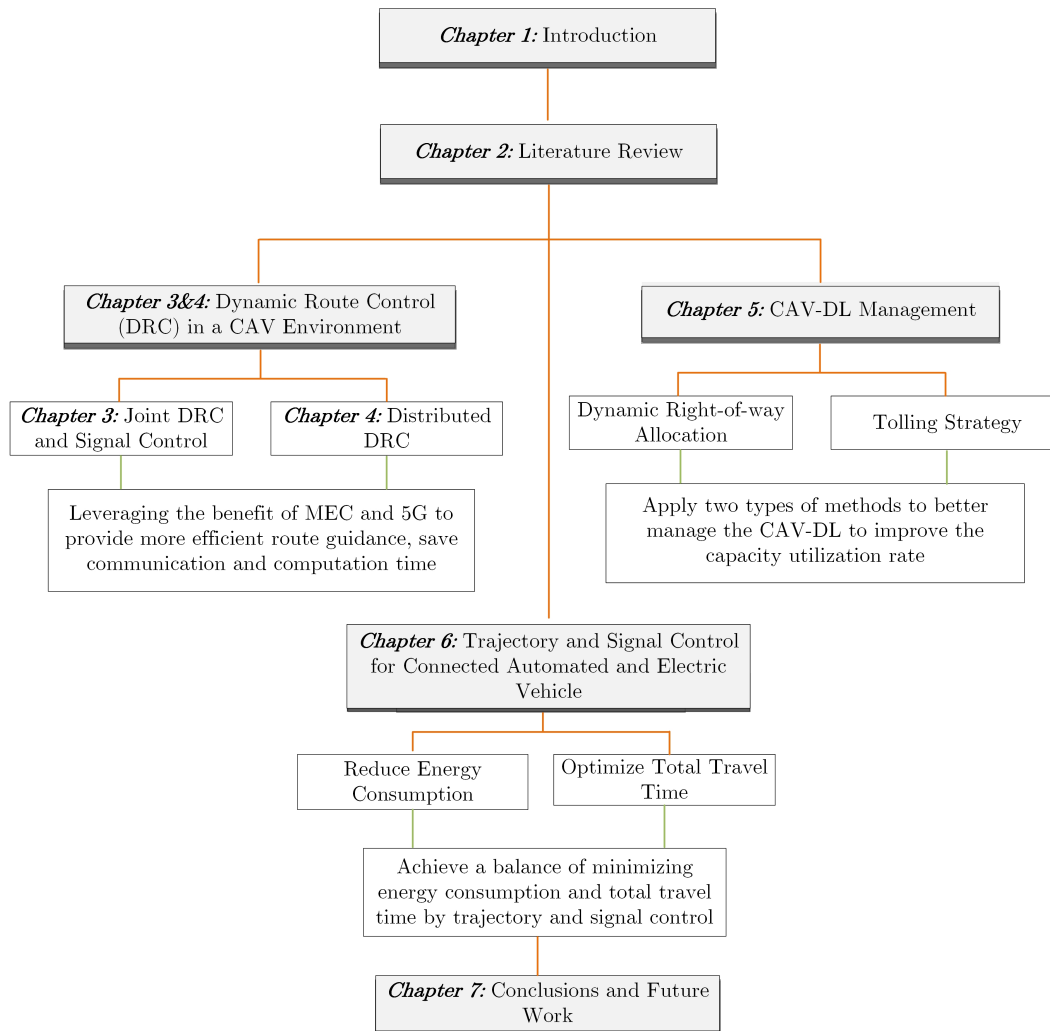 Chapter 1: Introduction
Chapter 2: Literature Review
Chapter 3&4: Dynamic Route Control
(DRC) in a CAV Environment
Chapter 3: Joint DRC
and Signal Control
Chapter 4: Distributed
DRC
Leveraging the benefit of MEC and 5G to
provide more efficient route guidance, save
communication and computation time
Chapter 5: CAV-DL Management
Dynamic Right-of-way
Allocation
Tolling Strategy
Apply two types of methods to better
manage the CAV-DL to improve the
capacity utilization rate
Chapter 6: Trajectory and Signal Control
for Connected Automated and Electric
Vehicle
Reduce Energy
Consumption
Optimize Total Travel
Time
Achieve a balance of minimizing
energy consumption and total travel
time by trajectory and signal control
Chapter 7: Conclusions and Future
Work